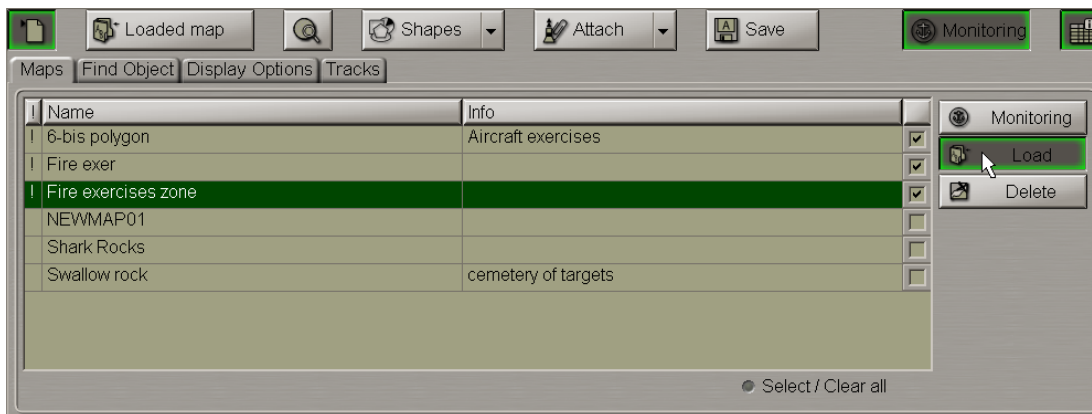 Loaded map Shapes Attach Save Monitoring
Maps Find Object Display Options Tracks
! Name Info
! 6-bis polygon Aircraft exercises
! Fire exer
! Fire exercises zone
NEWMAP01
Shark Rocks
Swallow rock cemetery of targets
Monitoring
Load
Delete
Select / Clear all